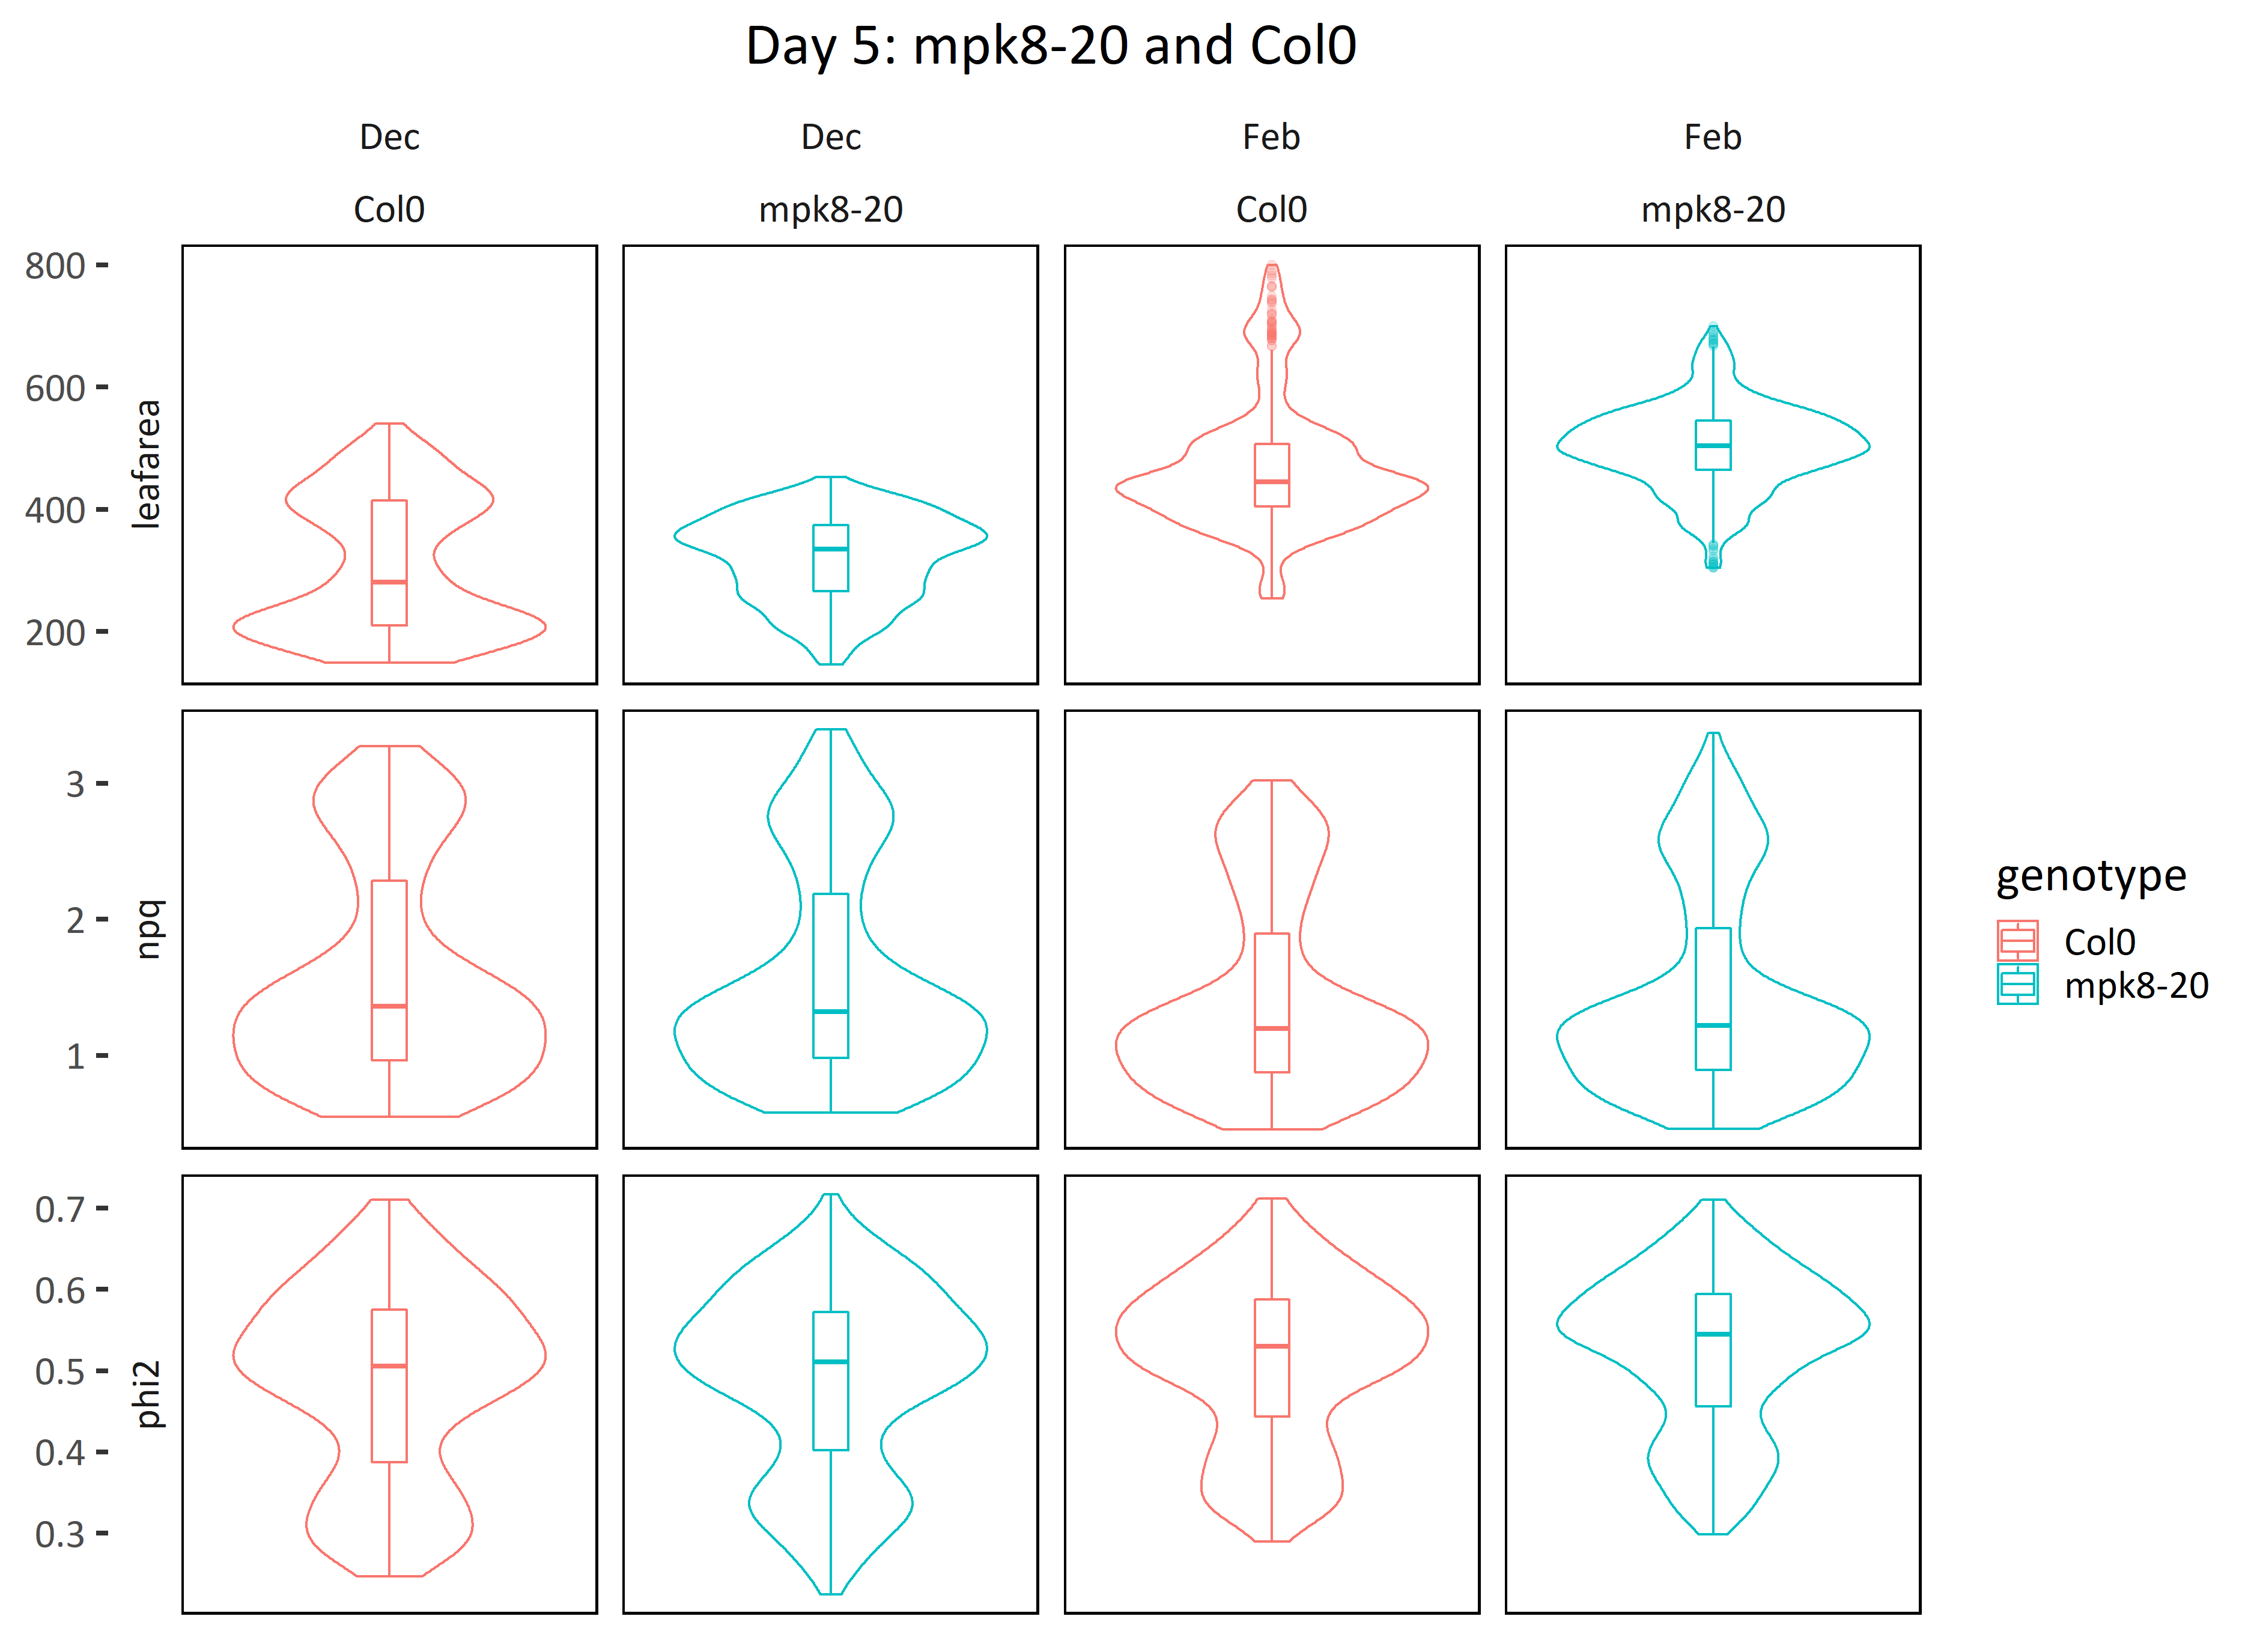 Day 5: mpk8-20 and Col0
Dec
Dec
Feb
Feb
Col0
mpk8-20
Col0
mpk8-20
800
600
400
200
leafarea
3
2
1
npq
0.7
0.6
0.5
0.4
0.3
phi2
genotype
Col0
mpk8-20